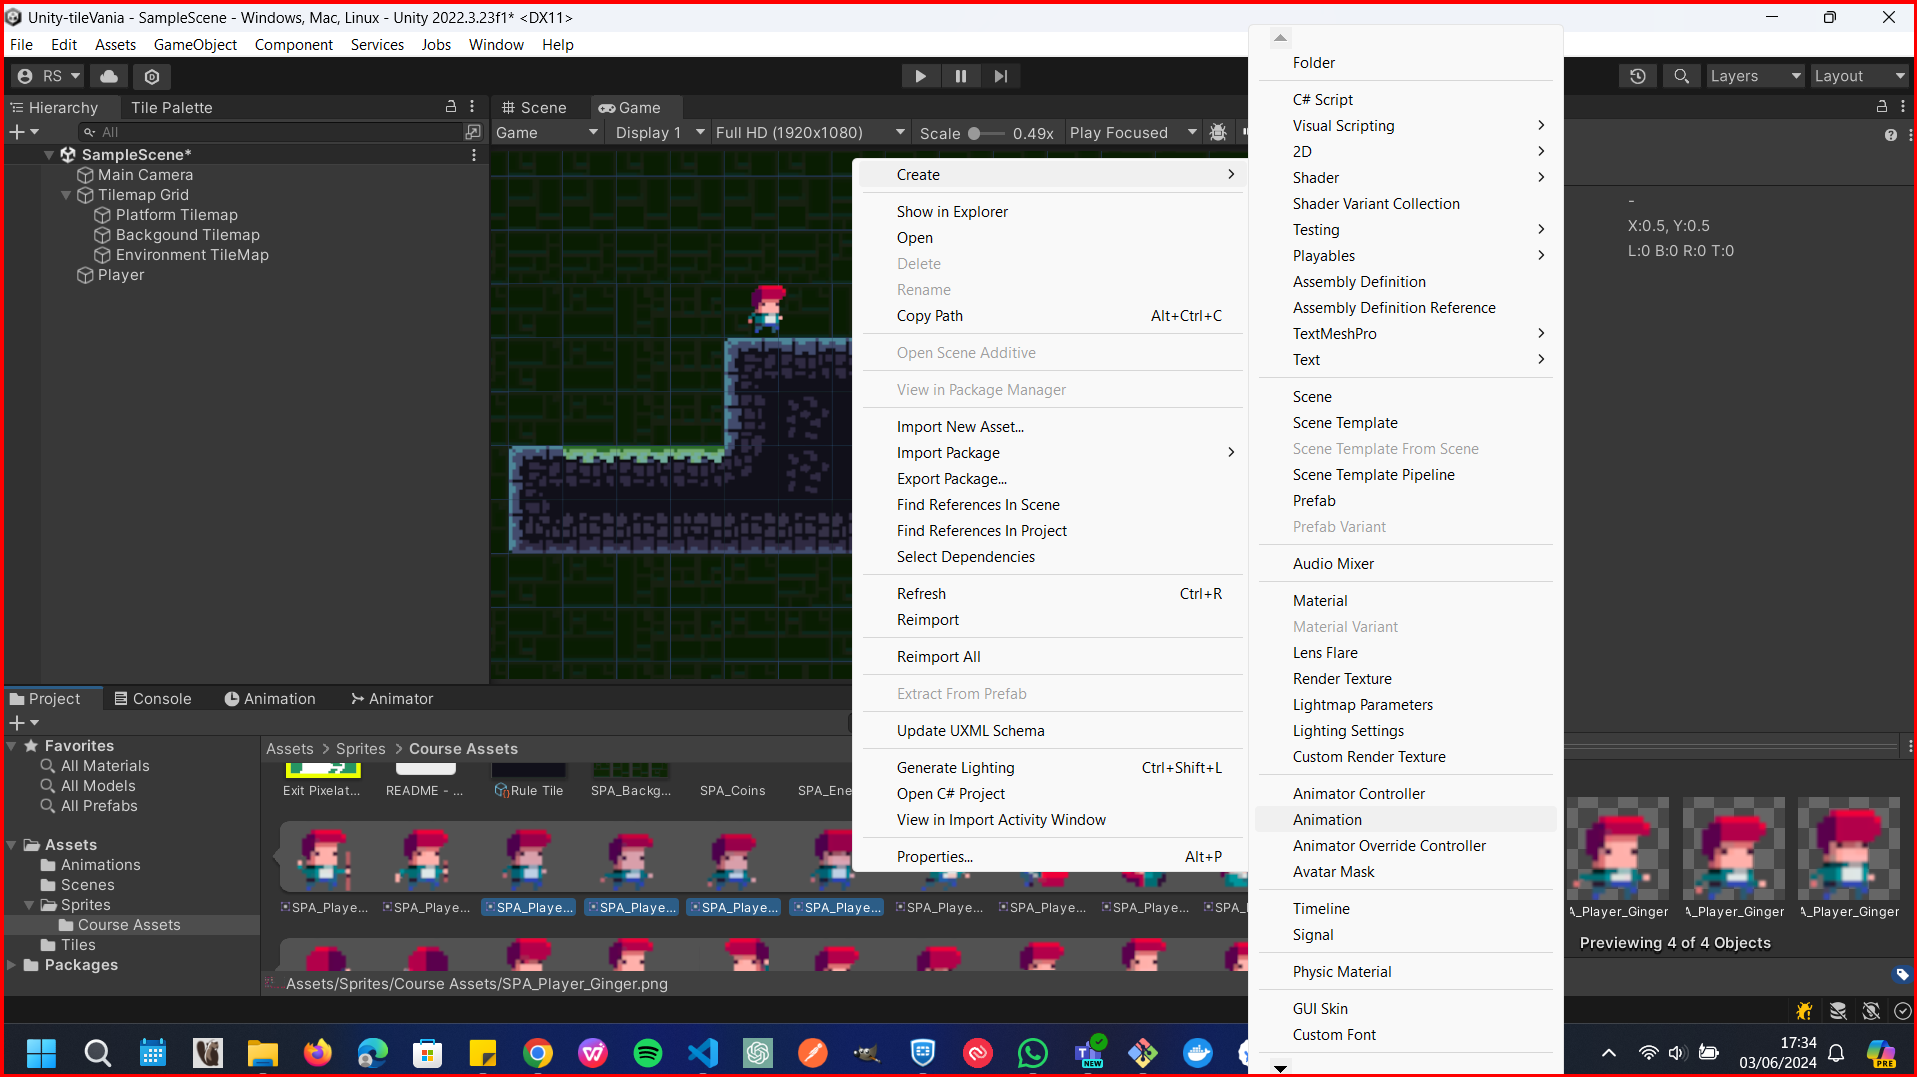 Unity-tileVania - SampleScene - Windows, Mac, Linux - Unity 2022.3.23f1* <DX11>
File Edit Assets GameObject Component Services Jobs Window Help
RS
Layers
Layout
Hierarchy
Tile Palette
All
SampleScene*
Main Camera
Tilemap Grid
Platform Tilemap
Backgound Tilemap
Environment TileMap
Player
Scene
Game
Game
Display 1
Full HD (1920x1080)
Scale
0.49x
Play Focused
-
X:0.5, Y:0.5
L:0 B:0 R:0 T:0
Create
Show in Explorer
Open
Delete
Rename
Copy Path Alt+Ctrl+C
Open Scene Additive
View in Package Manager
Import New Asset...
Import Package
Export Package...
Find References In Scene
Find References In Project
Select Dependencies
Refresh Ctrl+R
Reimport
Reimport All
Extract From Prefab
Update UXML Schema
Generate Lighting Ctrl+Shift+L
Open C# Project
View in Import Activity Window
Properties... Alt+P
Folder
C# Script
Visual Scripting
2D
Shader
Shader Variant Collection
Testing
Playables
Assembly Definition
Assembly Definition Reference
TextMeshPro
Text
Scene
Scene Template
Scene Template From Scene
Scene Template Pipeline
Prefab
Prefab Variant
Audio Mixer
Material
Material Variant
Lens Flare
Render Texture
Lightmap Parameters
Lighting Settings
Custom Render Texture
Animator Controller
Animation
Animator Override Controller
Avatar Mask
Timeline
Signal
Physic Material
GUI Skin
Custom Font
Project
Console
Animation
Animator
Favorites
All Materials
All Models
All Prefabs
Assets
Animations
Scenes
Sprites
Course Assets
Tiles
Packages
Assets > Sprites > Course Assets
Exit Pixelat... README - ... Rule Tile SPA_Backg... SPA_Coins SPA_Ene
SPA_Playe... SPA_Playe... SPA_Playe... SPA_Playe... SPA_Playe... SPA_Playe... SPA_Playe... SPA_Playe... SPA_Playe... SPA_
Assets/Sprites/Course Assets/SPA_Player_Ginger.png
_Player_Ginger _Player_Ginger _Player_Ginger
Previewing 4 of 4 Objects
NEW
17:34
03/06/2024
PRE